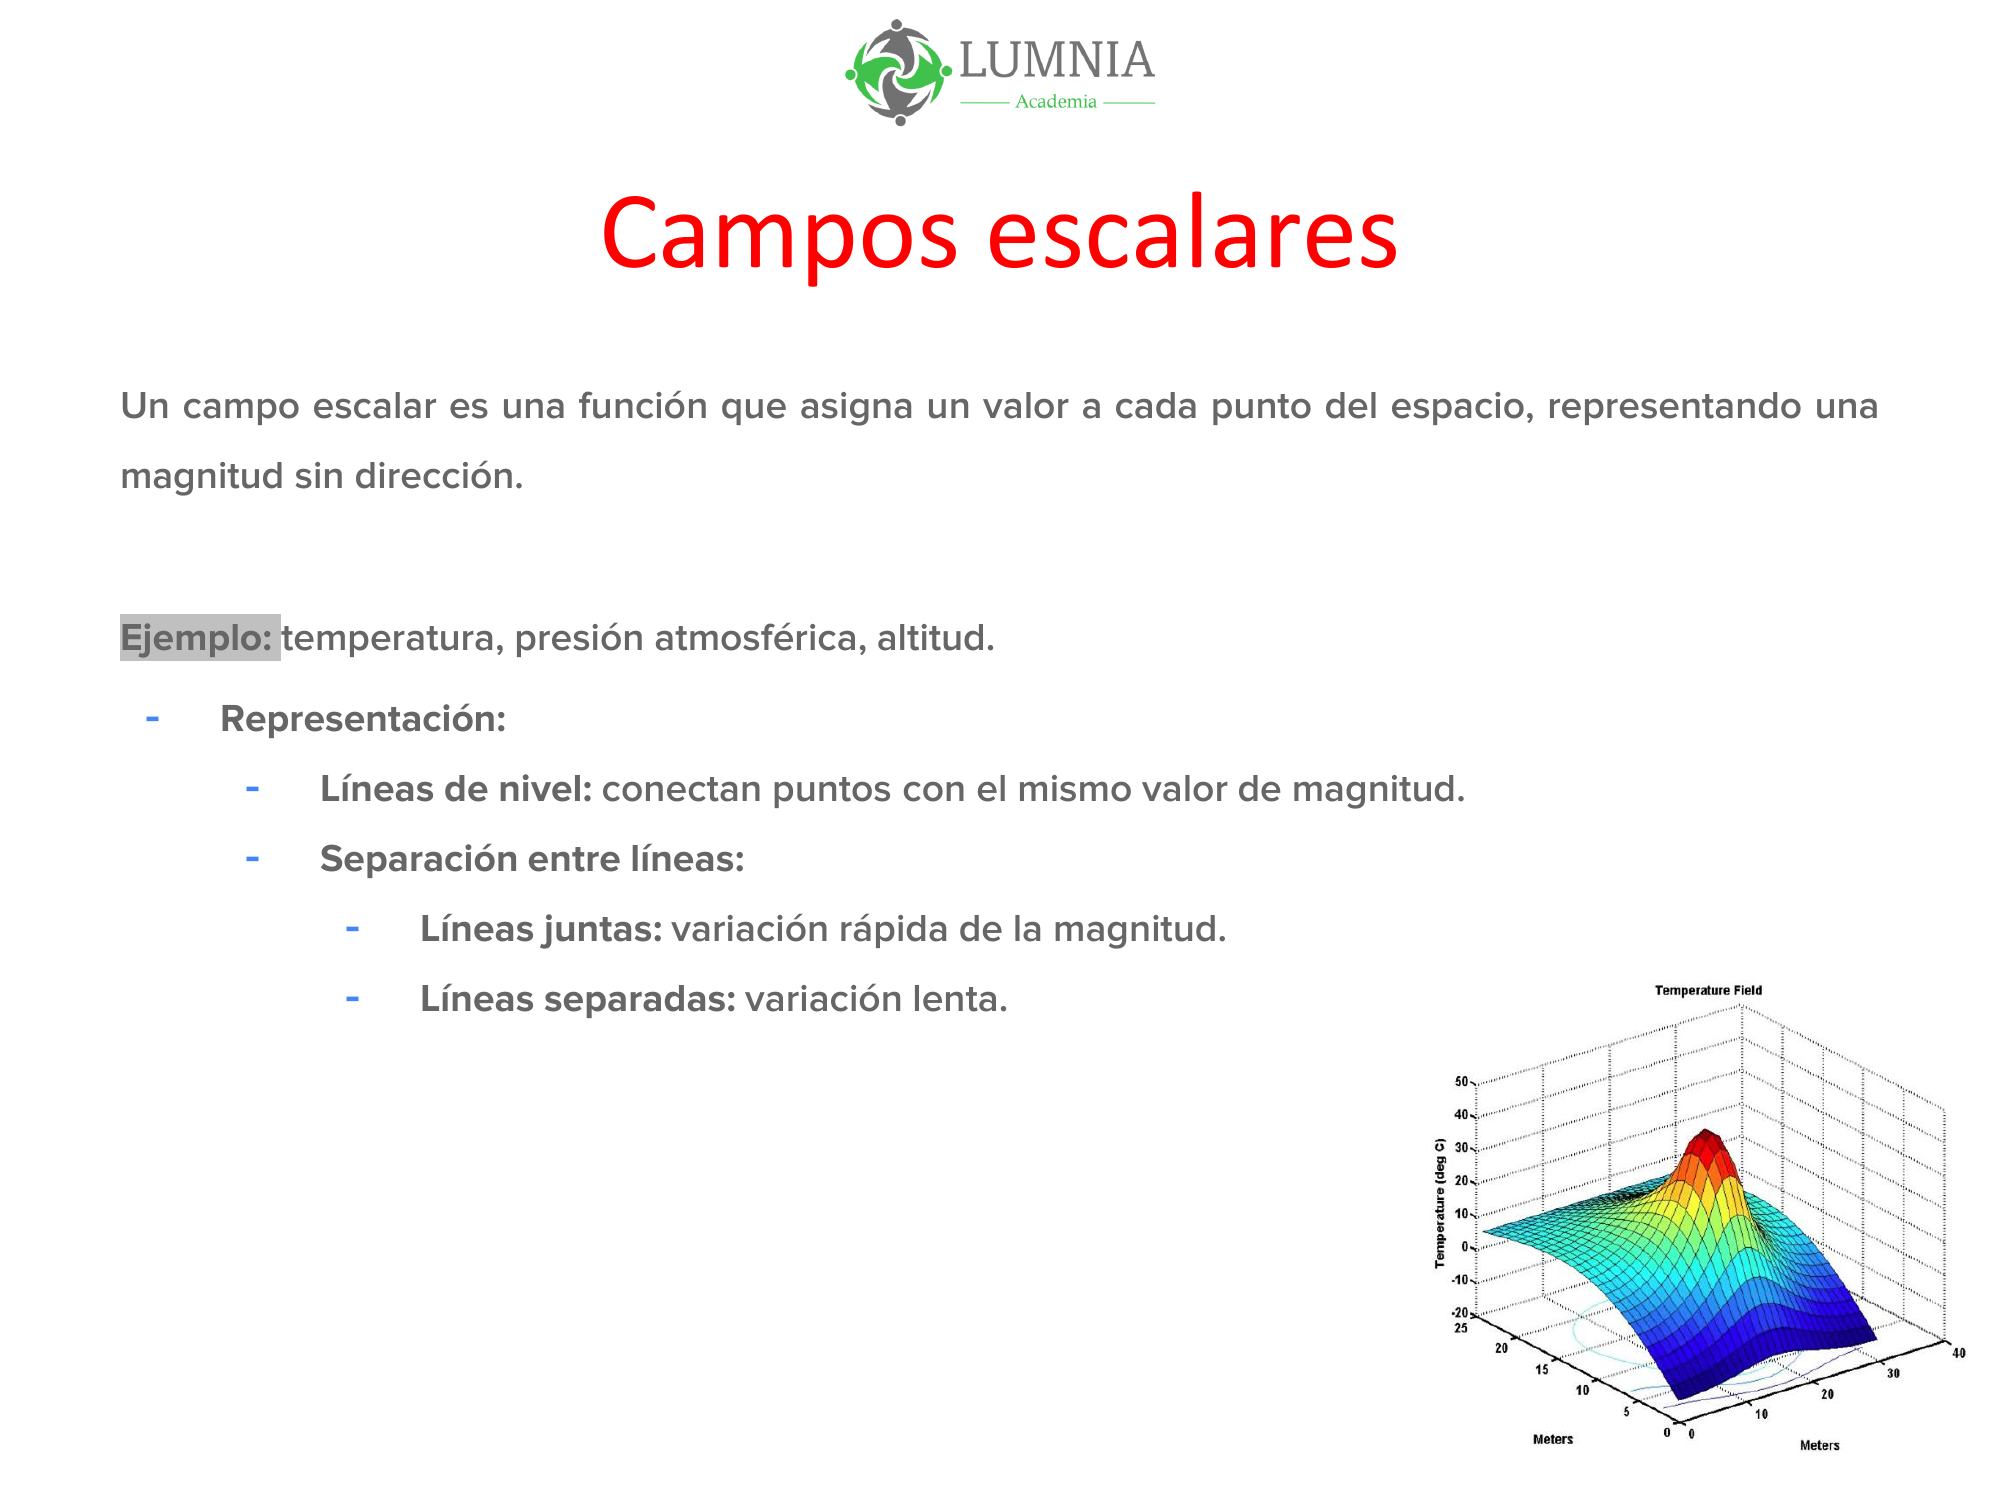 LUMNIA
Academia
Campos escalares
Un campo escalar es una función que asigna un valor a cada punto del espacio, representando una
magnitud sin dirección.
Ejemplo: temperatura, presión atmosférica, altitud.
- Representación:
- Líneas de nivel: conectan puntos con el mismo valor de magnitud.
- Separación entre líneas:
- Líneas juntas: variación rápida de la magnitud.
- Líneas separadas: variación lenta.
Temperature Field
50
40
30
20
10
0
-10
-20
Temperature (deg C)
25
20
15
10
5
0
Meters
0
10
20
30
40
Meters